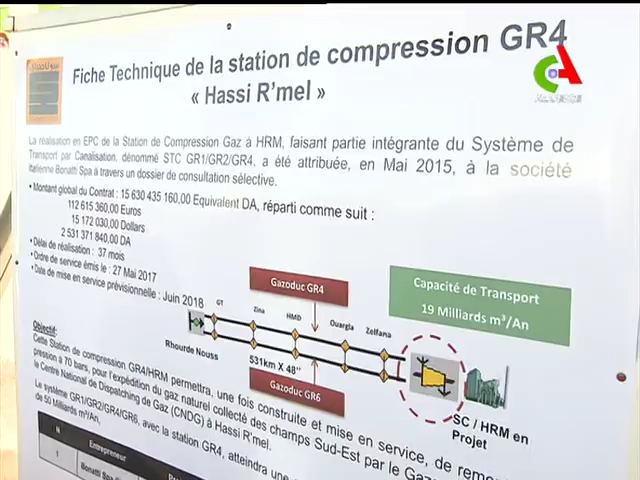 Fiche Technique de la station de compression GR4
« Hassi R'mel »
La réalisation en EPC de la Station de Compression Gaz à HRM, faisant partie intégrante du Système de
Transport par Canalisation, dénommé STC GR1/GR2/GR4, a été attribuée, en Mai 2015, à la société
italienne Bonatti Spa à travers un dossier de consultation sélective.
• Montant global du Contrat : 15 630 435 160,00 Equivalent DA, réparti comme suit :
112 615 360,00 Euros
15 172 030,00 Dollars
2 531 371 840,00 DA
• Délai de réalisation : 37 mois
• Ordre de service émis le : 27 Mai 2017
• Date de mise en service prévisionnelle : Juin 2018
Gazoduc GR4
Capacité de Transport
19 Milliards m³/An
GT
Zina
HMD
Ouargla
Zelfana
Rhourde Nouss
531km X 48"
Gazoduc GR6
SC / HRM en
Projet
Objectif:
Cette Station de compression GR4/HRM permettra, une fois construite et mise en service, de
pression à 70 bars, pour l'expédition du gaz naturel collecté des champs Sud-Est par le
le Centre National de Dispatching de Gaz (CNDG) à Hassi R'mel.
Le système GR1/GR2/GR4/GR6, avec la station GR4, atteindra une
de 50 Milliards m³/An,
N
Entrepreneur
1
Bonatti Spa